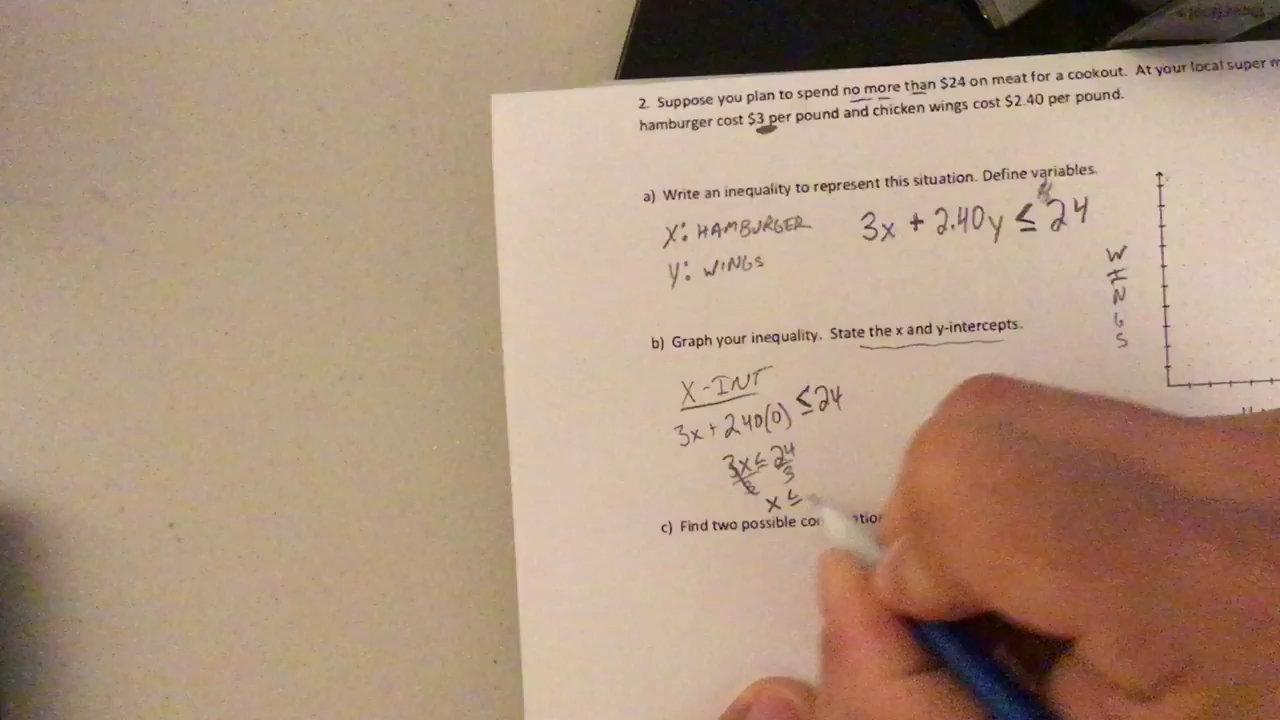 2. Suppose you plan to spend no more than $24 on meat for a cookout. At your local super
hamburger cost $3 per pound and chicken wings cost $2.40 per pound.
a) Write an inequality to represent this situation. Define variables.
X: HAMBURGER
3x + 2.40y ≤ 24
Y: WINGS
WINGS
b) Graph your inequality. State the x and y-intercepts.
X-INT
3x + 240(0) ≤ 24
3x ≤ 24
3 3
x ≤
c) Find two possible